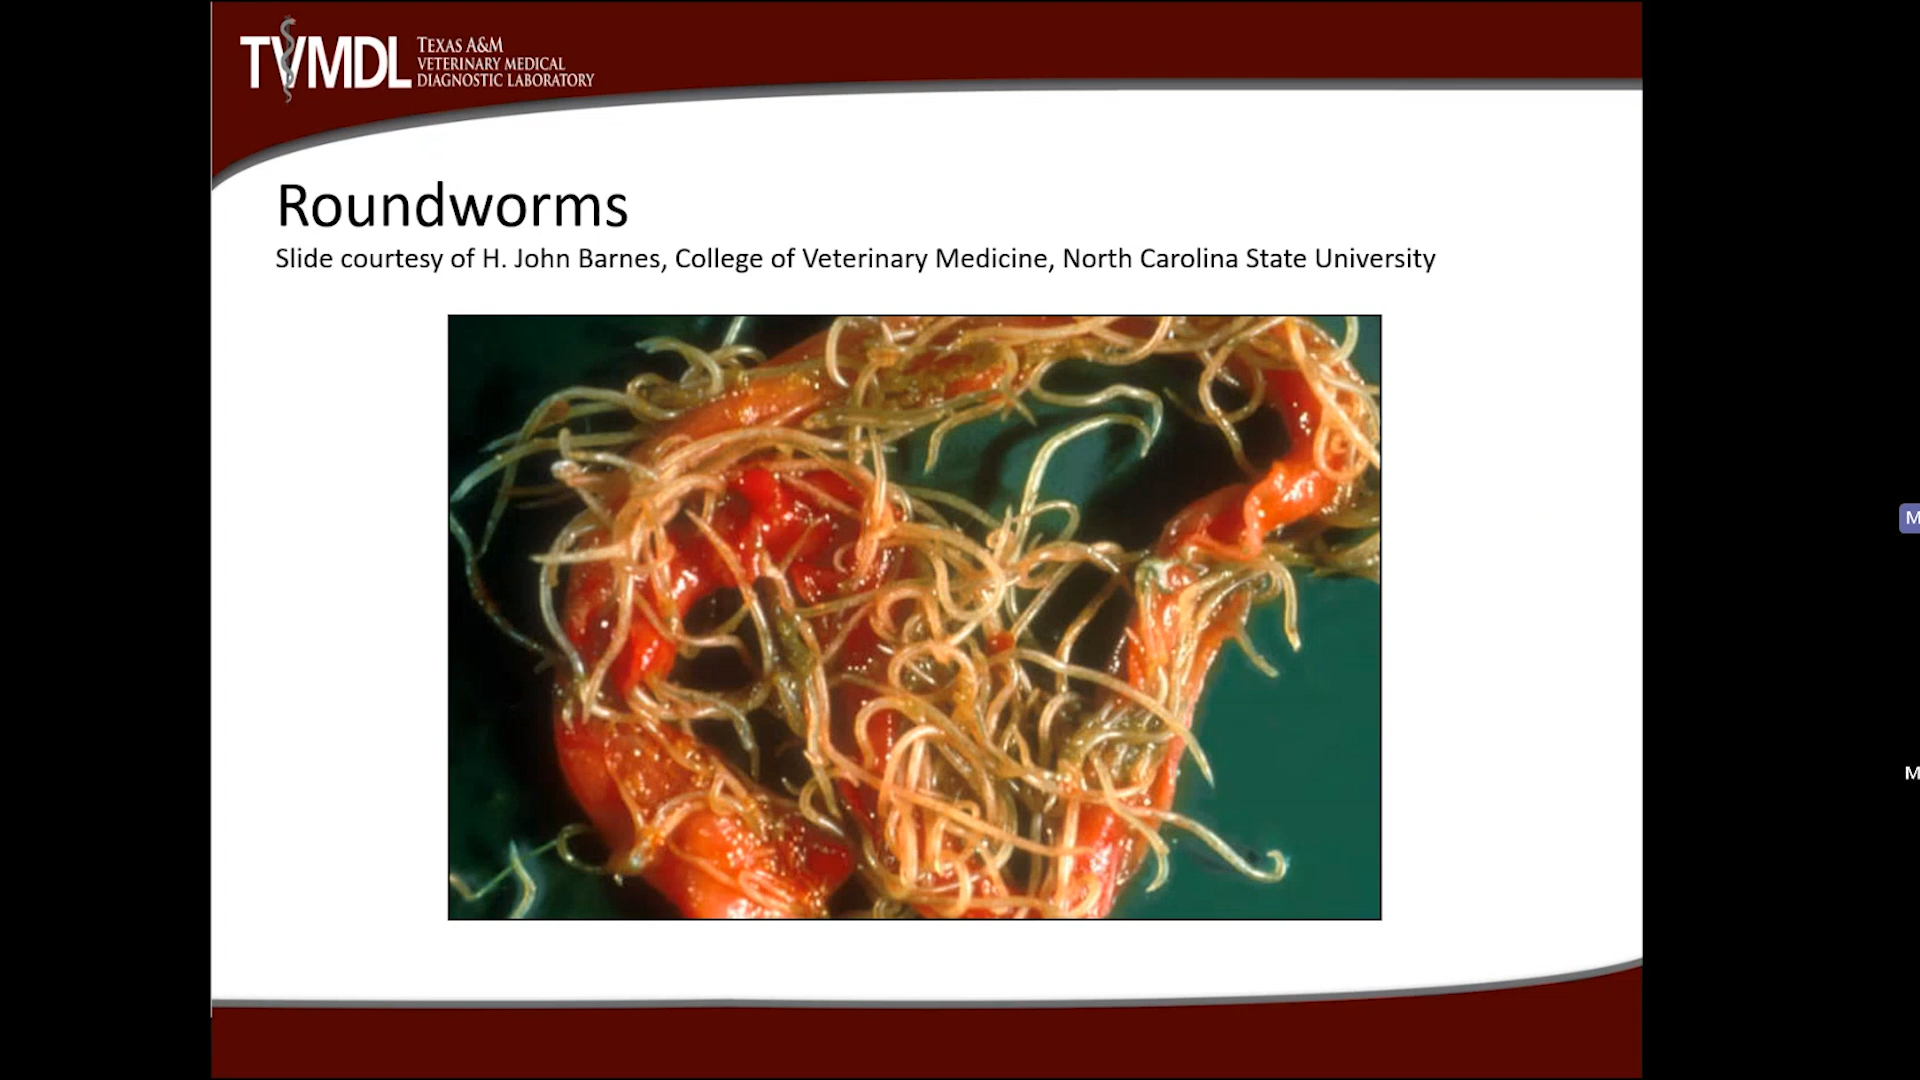 TVMDL
TEXAS A&M
VETERINARY MEDICAL
DIAGNOSTIC LABORATORY
Roundworms
Slide courtesy of H. John Barnes, College of Veterinary Medicine, North Carolina State University
M
M